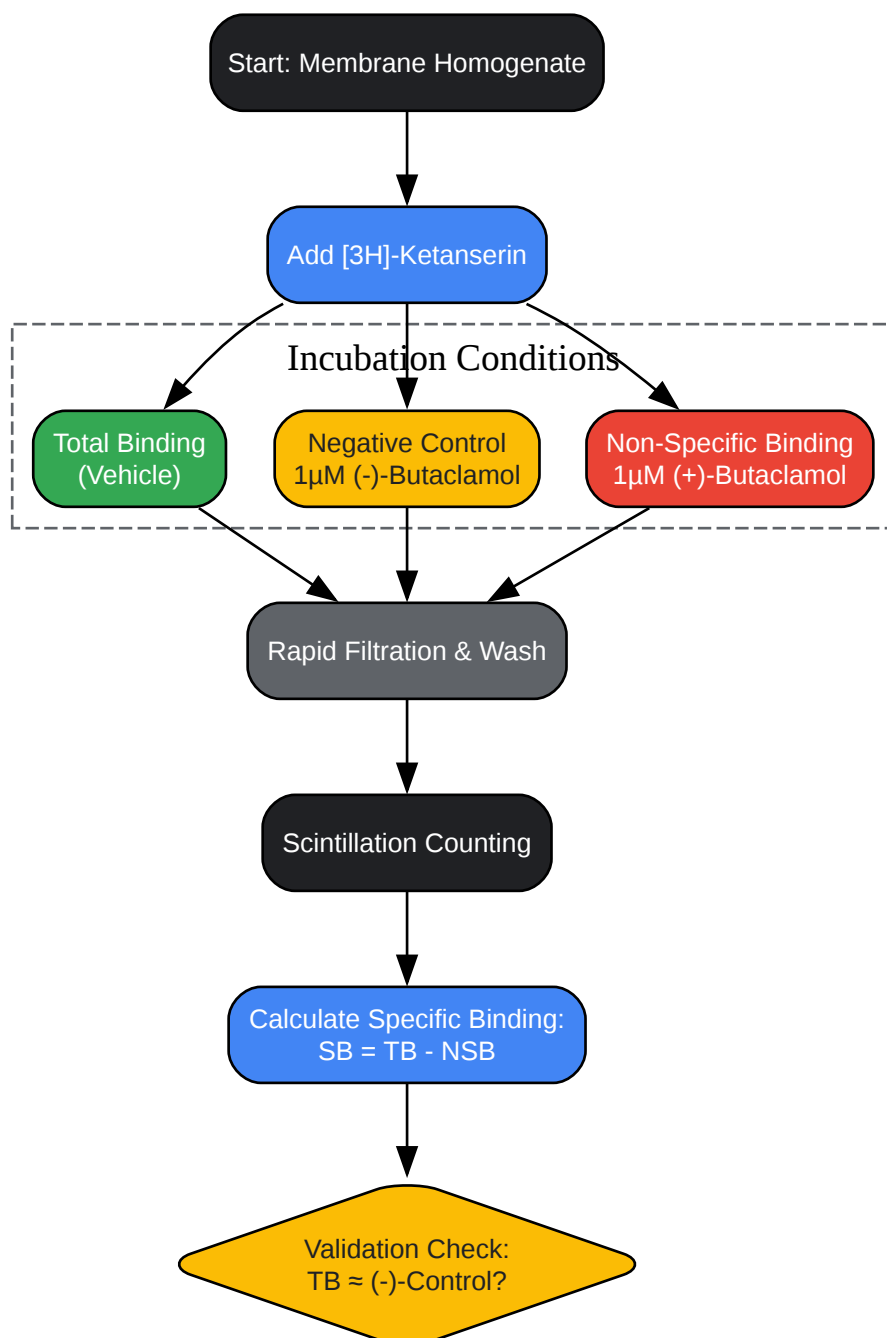 Start: Membrane Homogenate
Add [3H]-Ketanserin
Incubation Conditions
Total Binding
(Vehicle)
Negative Control
1µM (-)-Butaclamol
Non-Specific Binding
1µM (+)-Butaclamol
Rapid Filtration & Wash
Scintillation Counting
Calculate Specific Binding:
SB = TB - NSB
Validation Check:
TB ≈ (-)-Control?